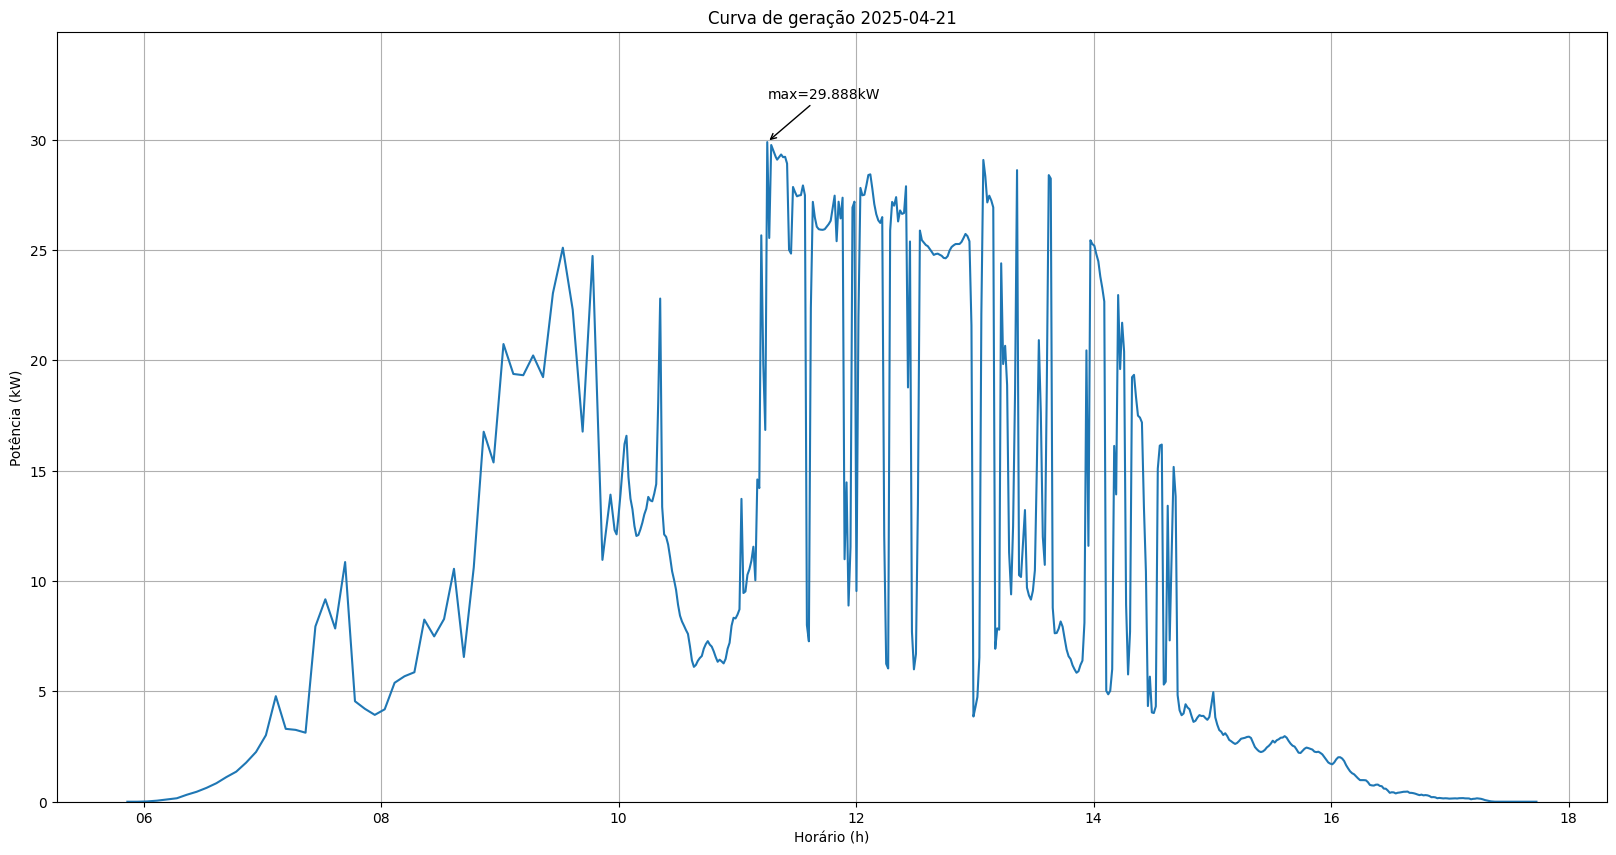 Curva de geração 2025-04-21
max=29.888kW
Potência (kW)
30
25
20
15
10
5
0
06 08 10 12 14 16 18
Horário (h)